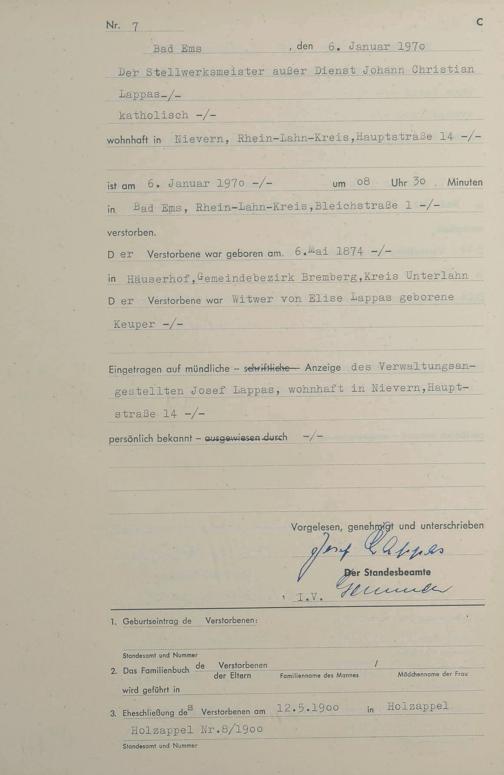 Nr. 7 C
Bad Ems , den 6. Januar 1970
Der Stellwerksmeister außer Dienst Johann Christian
Lappas-/-
katholisch -/-
wohnhaft in Nievern, Rhein-Lahn-Kreis,Hauptstraße 14 -/-
ist am 6. Januar 1970 -/- um 08 Uhr 30 Minuten
in Bad Ems, Rhein-Lahn-Kreis,Bleichstraße 1 -/-
verstorben.
D er Verstorbene war geboren am 6.Mai 1874 -/-
in Häuserhof,Gemeindebezirk Bremberg,Kreis Unterlahn
D er Verstorbene war Witwer von Elise Lappas geborene
Keuper -/-
Eingetragen auf mündliche – schriftliche – Anzeige des Verwaltungsan-
gestellten Josef Lappas, wohnhaft in Nievern,Haupt-
straße 14 -/-
persönlich bekannt – ausgewiesen durch -/-
Vorgelesen, genehmigt und unterschrieben
Josef Lappas
Der Standesbeamte
I.V.
1. Geburtseintrag de Verstorbenen:
Standesamt und Nummer
2. Das Familienbuch de Verstorbenen /
der Eltern Familienname des Mannes Mädchenname der Frau
wird geführt in
3. Eheschließung des Verstorbenen am 12.5.1900 in Holzappel
Holzappel Nr.8/1900
Standesamt und Nummer